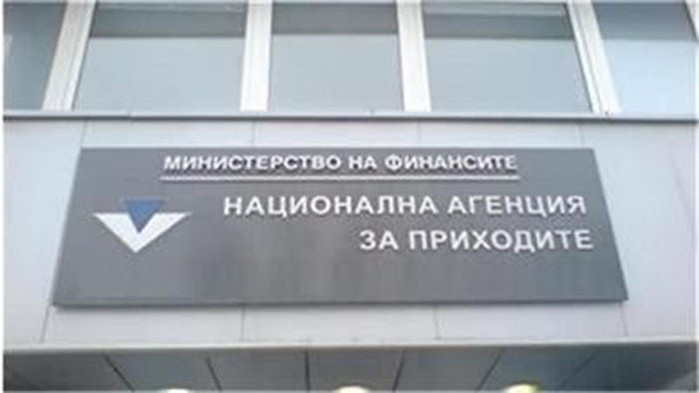 МИНИСТЕРСТВО НА ФИНАНСИТЕ
НАЦИОНАЛНА АГЕНЦИЯ
ЗА ПРИХОДИТЕ